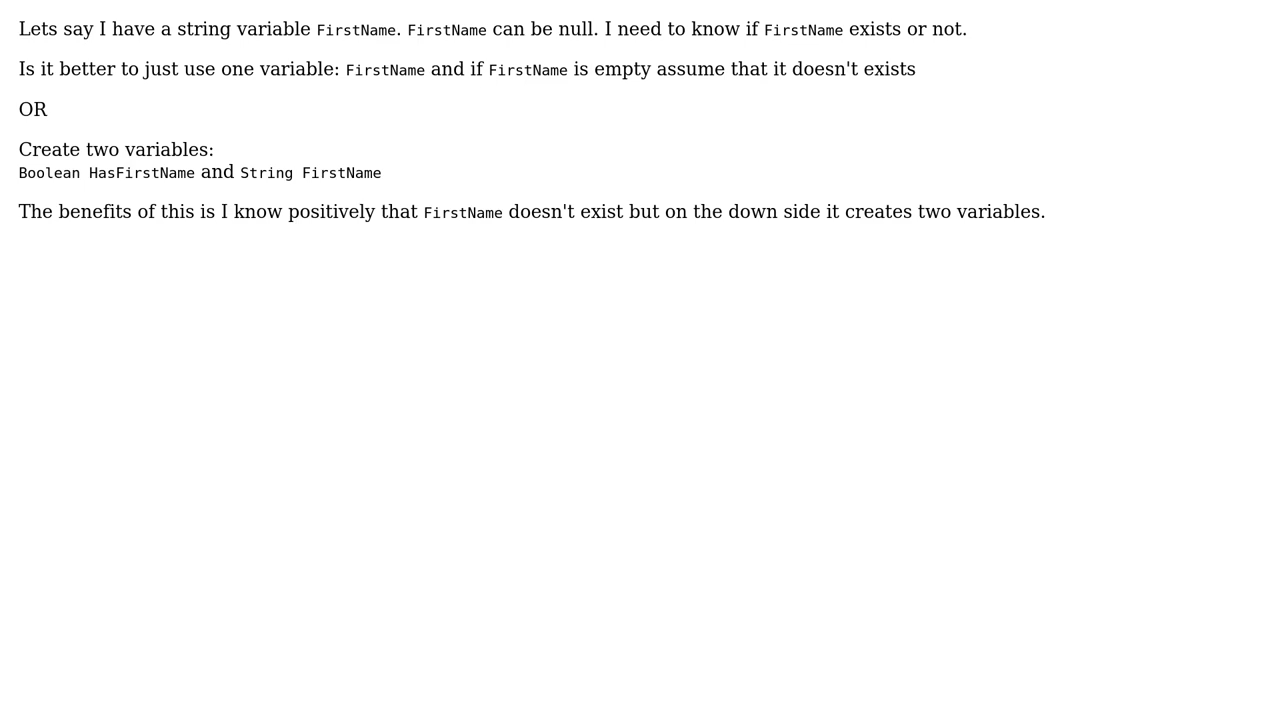 Lets say I have a string variable FirstName. FirstName can be null. I need to know if FirstName exists or not.
Is it better to just use one variable: FirstName and if FirstName is empty assume that it doesn't exists
OR
Create two variables:
Boolean HasFirstName and String FirstName
The benefits of this is I know positively that FirstName doesn't exist but on the down side it creates two variables.